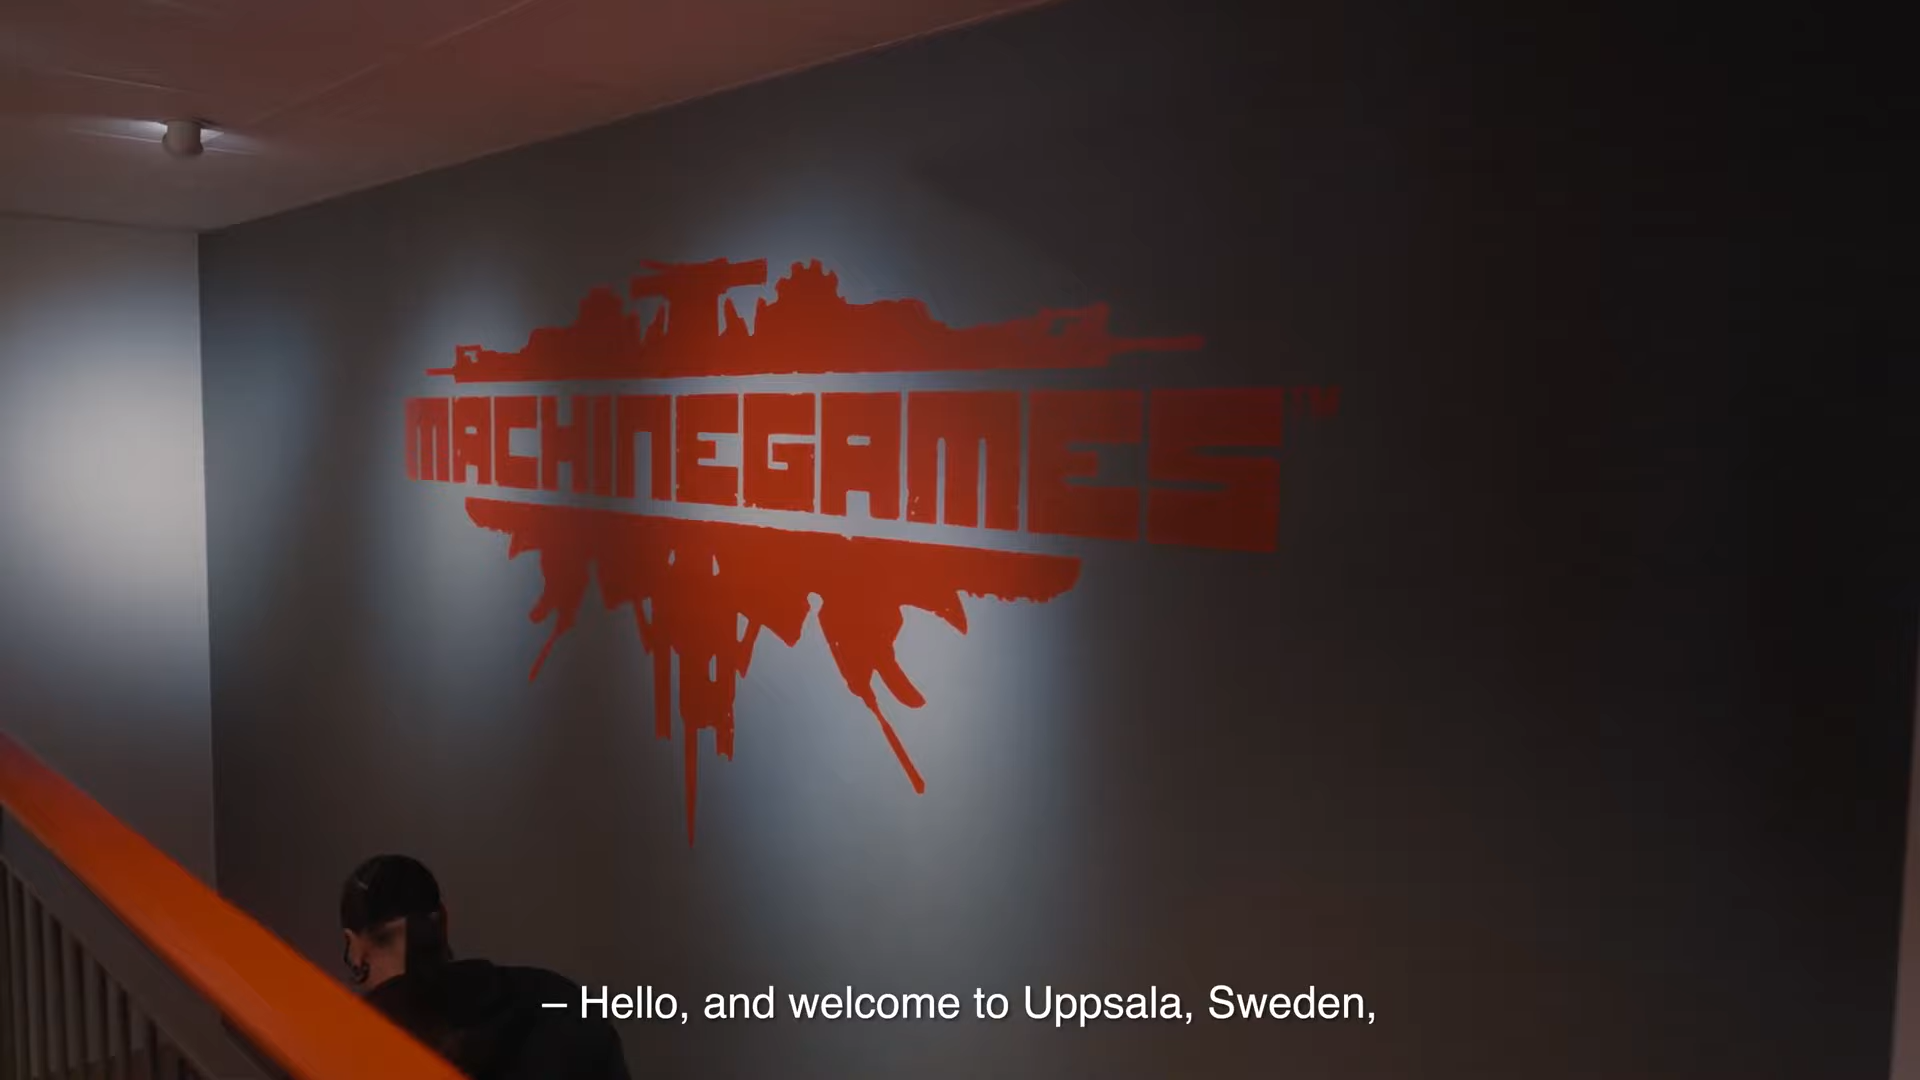 MACHINEGAMES™
– Hello, and welcome to Uppsala, Sweden,